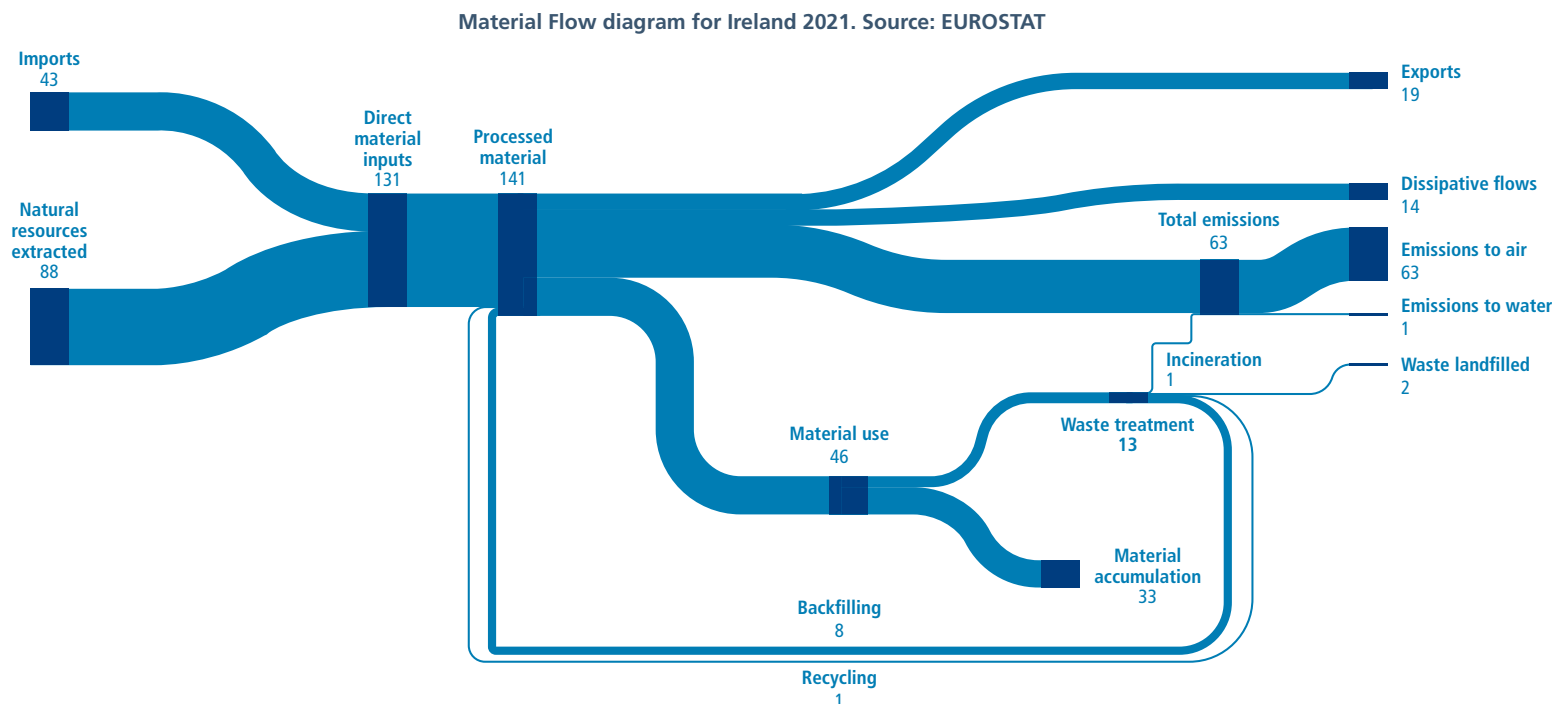 Material Flow diagram for Ireland 2021. Source: EUROSTAT
Imports
43
Natural
resources
extracted
88
Direct
material
inputs
131
Processed
material
141
Exports
19
Dissipative flows
14
Total emissions
63
Emissions to air
63
Emissions to water
1
Incineration
1
Waste landfilled
2
Waste treatment
13
Material use
46
Material
accumulation
33
Backfilling
8
Recycling
1